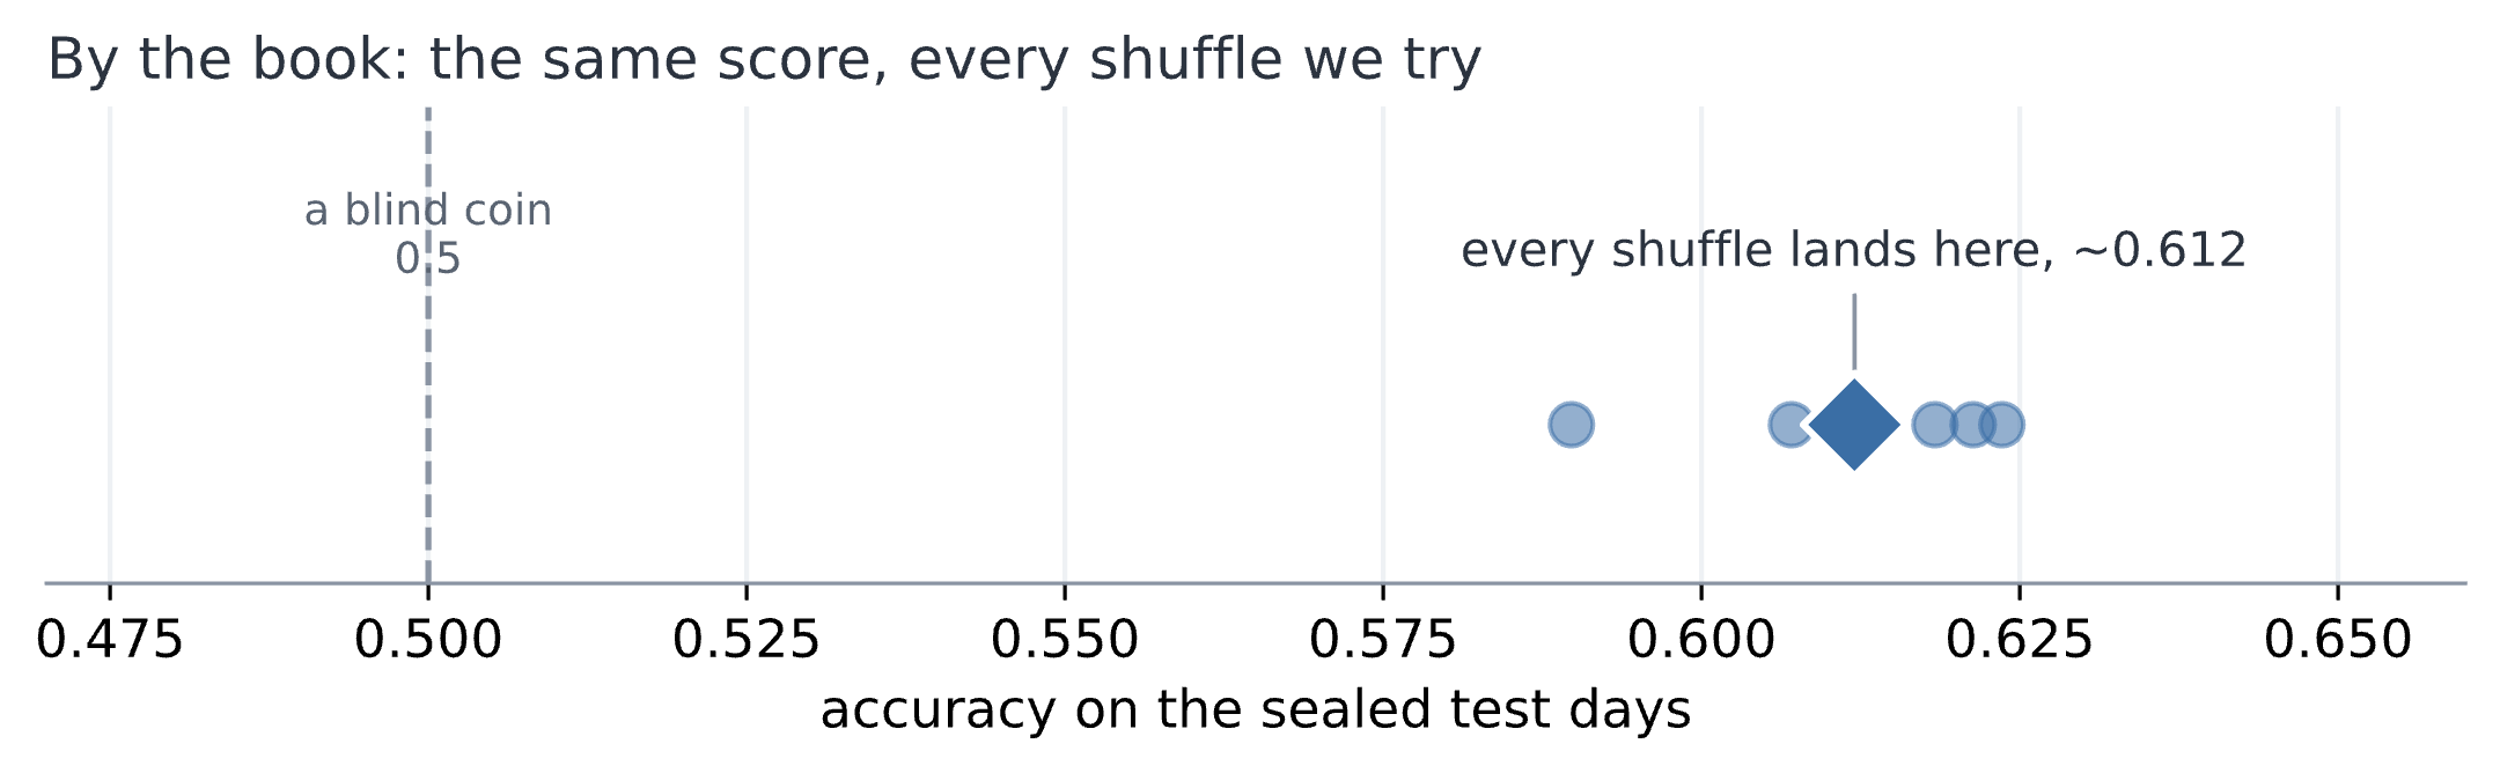 By the book: the same score, every shuffle we try
a blind coin
0.5
every shuffle lands here, ~0.612
0.475 0.500 0.525 0.550 0.575 0.600 0.625 0.650
accuracy on the sealed test days